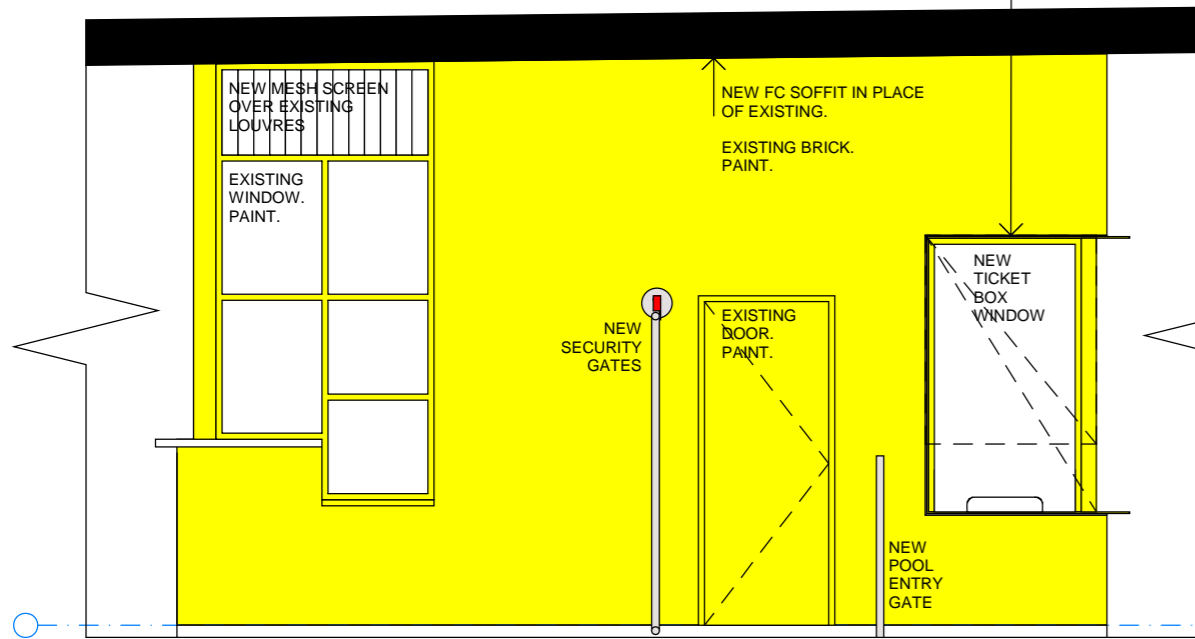 NEW MESH SCREEN
OVER EXISTING
LOUVRES
EXISTING
WINDOW.
PAINT.
NEW FC SOFFIT IN PLACE
OF EXISTING.
EXISTING BRICK.
PAINT.
NEW
SECURITY
GATES
EXISTING
DOOR.
PAINT.
NEW
TICKET
BOX
WINDOW
NEW
POOL
ENTRY
GATE